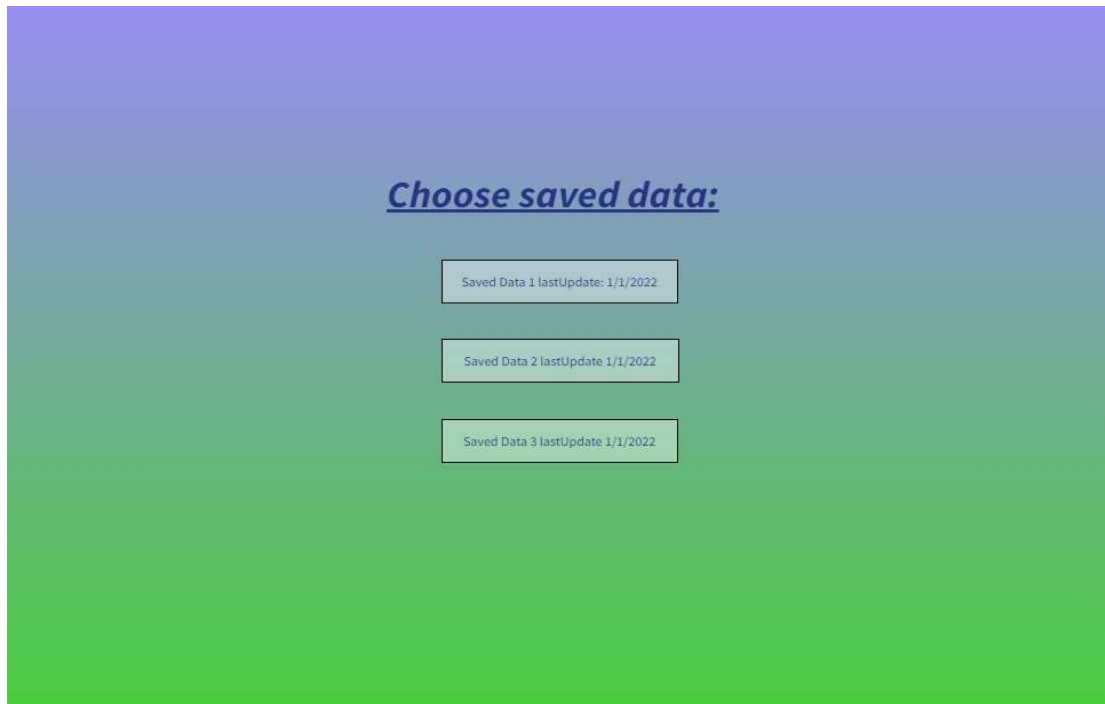 Choose saved data:
Saved Data 1 lastUpdate: 1/1/2022
Saved Data 2 lastUpdate 1/1/2022
Saved Data 3 lastUpdate 1/1/2022